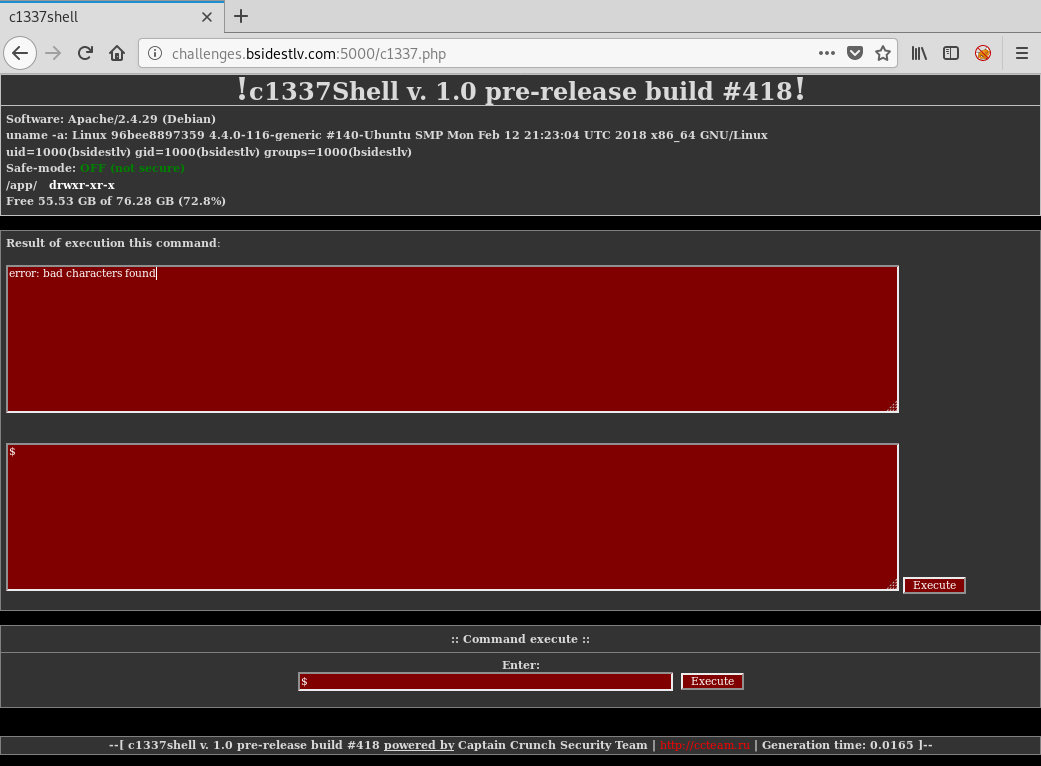 c1337shell
challenges.bsidestlv.com:5000/c1337.php
!c1337Shell v. 1.0 pre-release build #418!
Software: Apache/2.4.29 (Debian)
uname -a: Linux 96bee8897359 4.4.0-116-generic #140-Ubuntu SMP Mon Feb 12 21:23:04 UTC 2018 x86_64 GNU/Linux
uid=1000(bsidestlv) gid=1000(bsidestlv) groups=1000(bsidestlv)
Safe-mode: OFF (not secure)
/app/ drwxr-xr-x
Free 55.53 GB of 76.28 GB (72.8%)
Result of execution this command:
error: bad characters found
$
Execute
:: Command execute ::
Enter:
$ Execute
--[ c1337shell v. 1.0 pre-release build #418 powered by Captain Crunch Security Team | http://ccteam.ru | Generation time: 0.0165 ]--